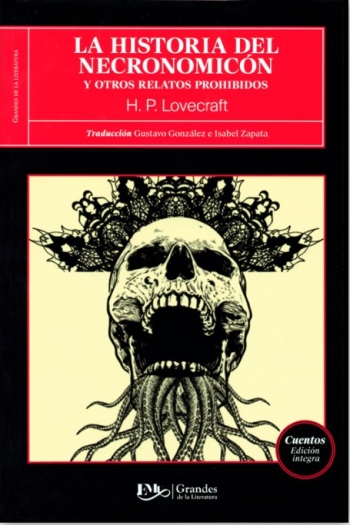 GRANDES DE LA LITERATURA
LA HISTORIA DEL
NECRONOMICÓN
Y OTROS RELATOS PROHIBIDOS
H. P. Lovecraft
Traducción Gustavo González e Isabel Zapata
Cuentos
Edición
íntegra
EMU
Grandes
de la Literatura